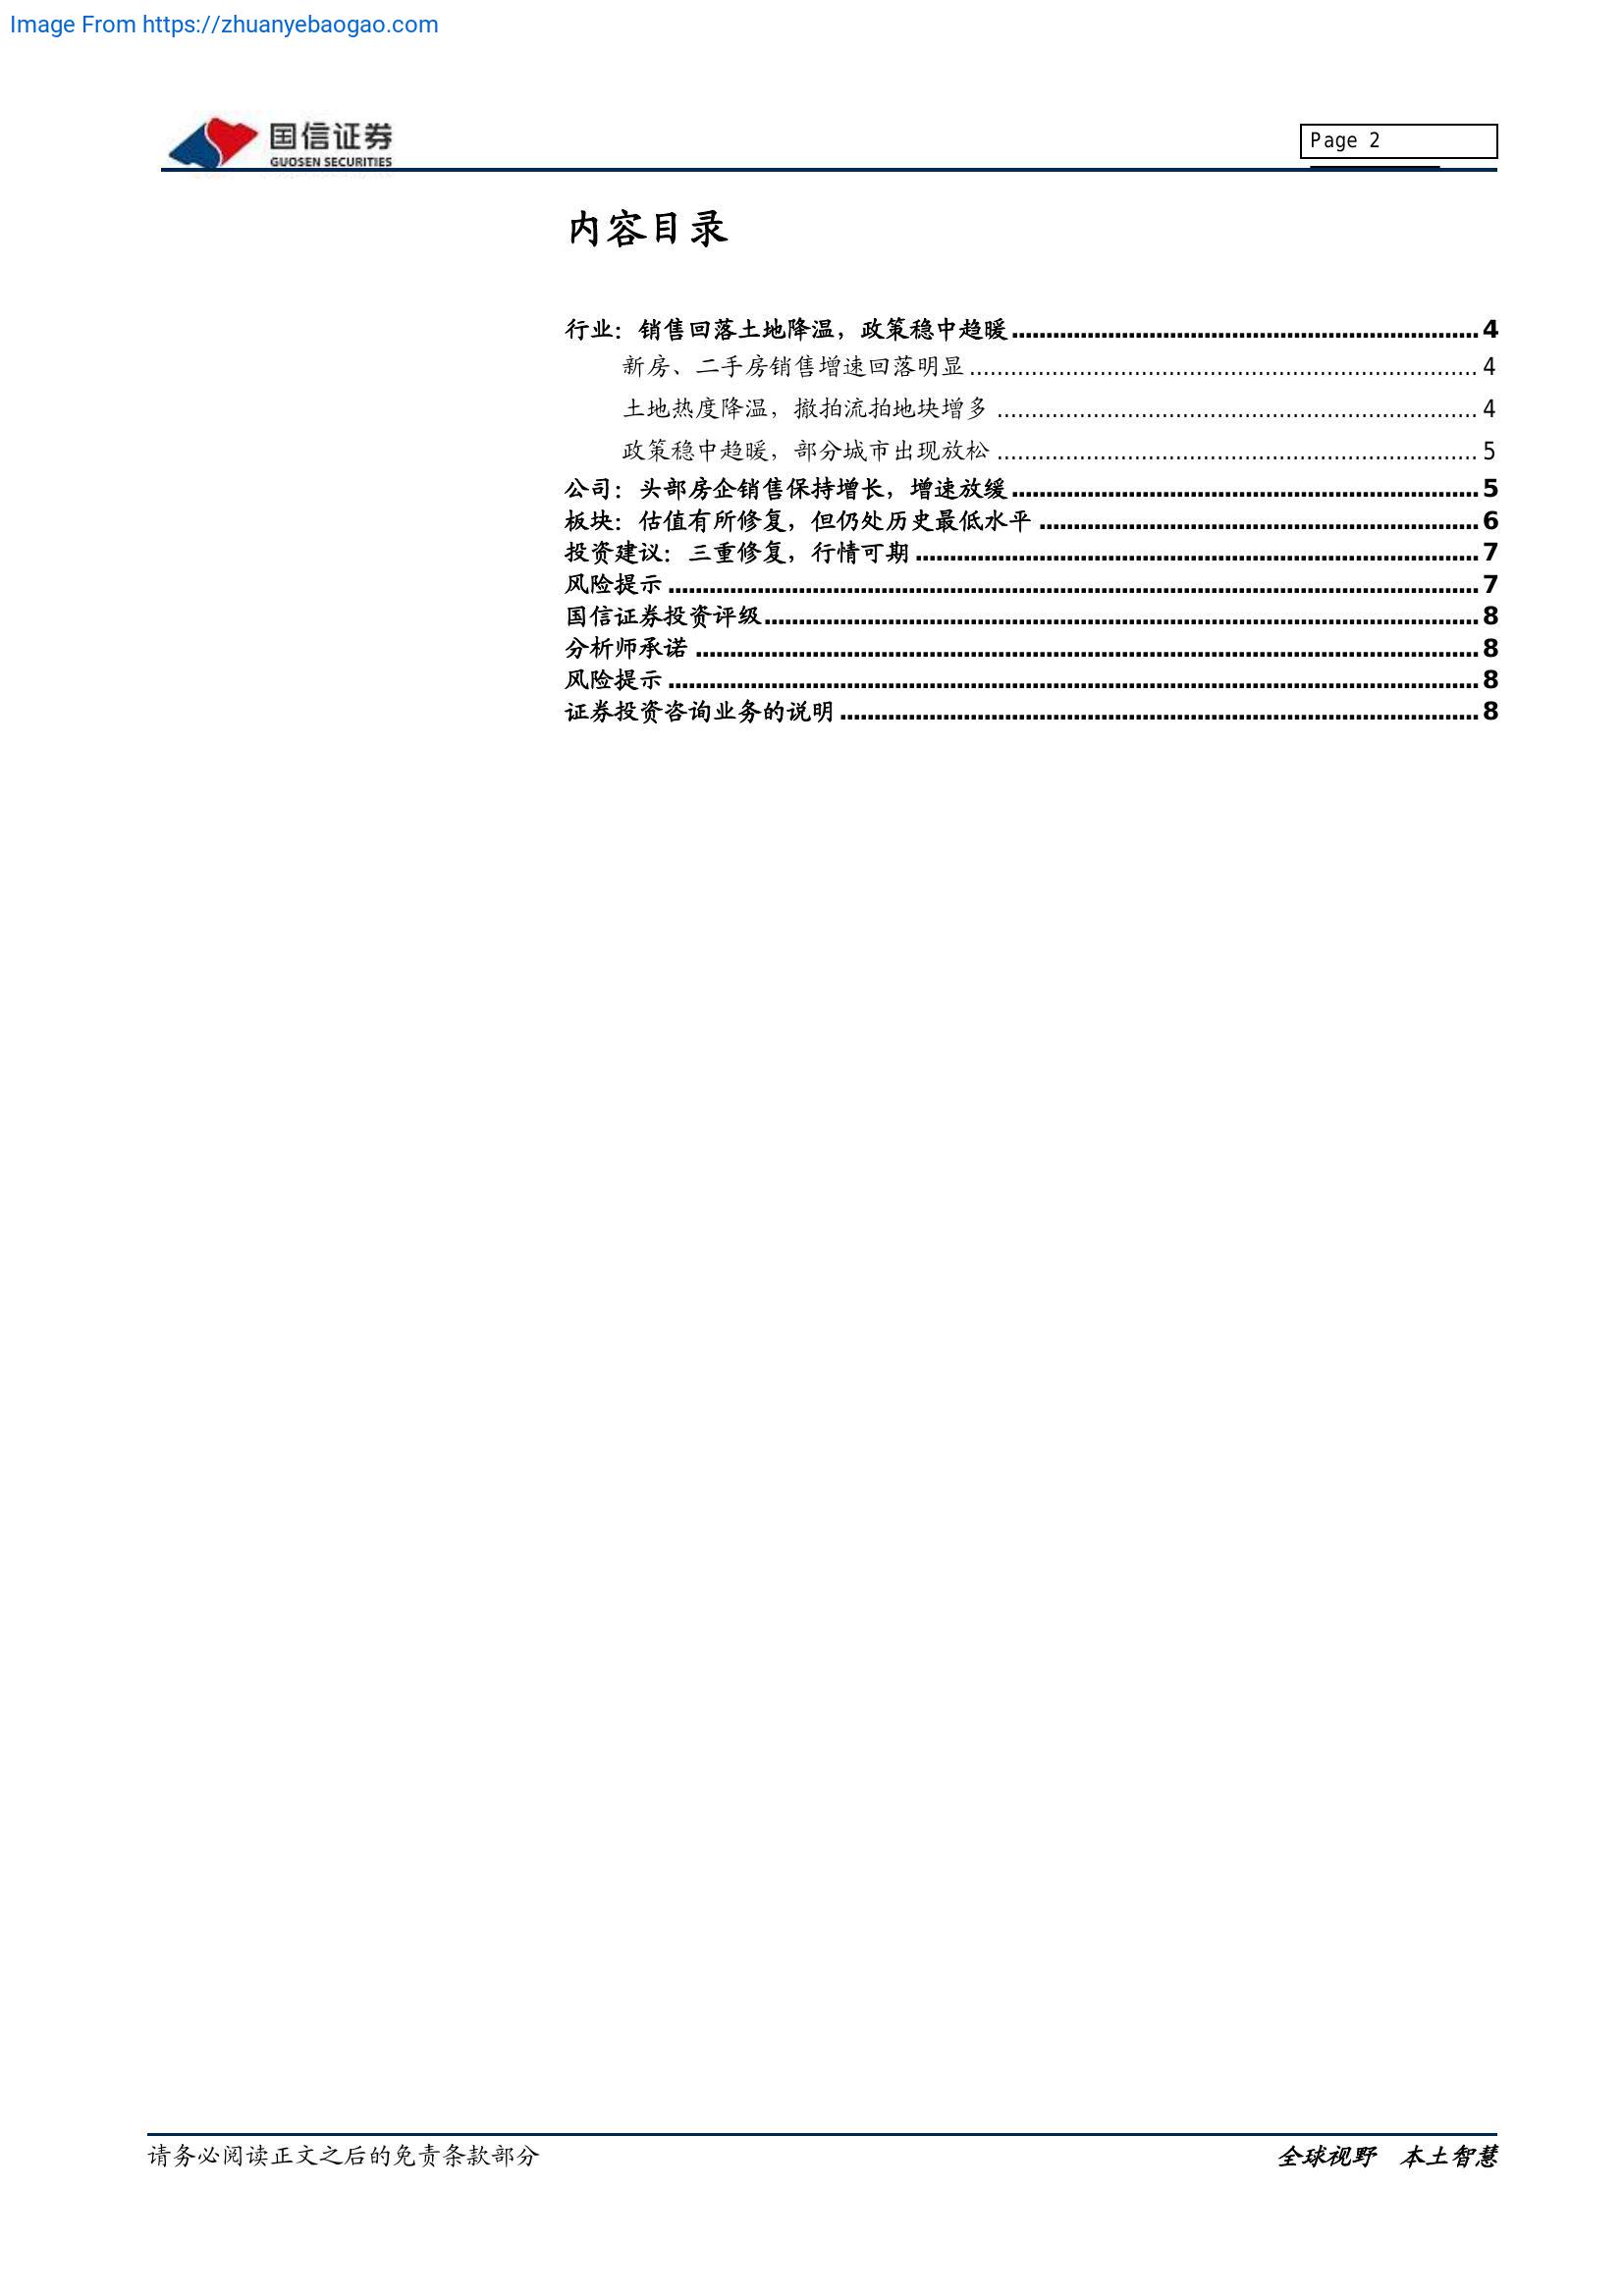 Image From https://zhuanyebaogao.com
国信证券
GUOSEN SECURITIES
Page 2
内容目录
行业：销售回落土地降温，政策稳中趋暖........................................4
新房、二手房销售增速回落明显........................................4
土地热度降温，撤拍流拍地块增多........................................4
政策稳中趋暖，部分城市出现放松........................................5
公司：头部房企销售保持增长，增速放缓........................................5
板块：估值有所修复，但仍处历史最低水平........................................6
投资建议：三重修复，行情可期........................................7
风险提示........................................7
国信证券投资评级........................................8
分析师承诺........................................8
风险提示........................................8
证券投资咨询业务的说明........................................8
请务必阅读正文之后的免责条款部分
全球视野 本土智慧